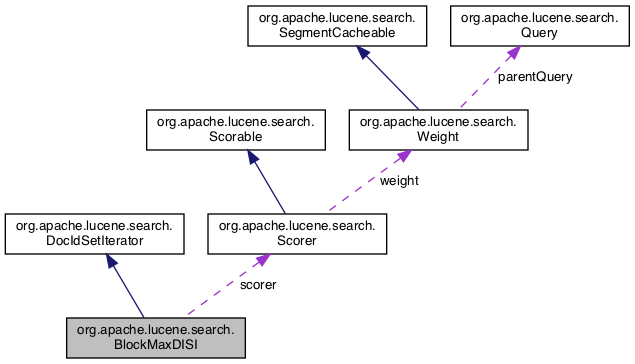 org.apache.lucene.search.
SegmentCacheable
org.apache.lucene.search.
Query
parentQuery
org.apache.lucene.search.
Scorable
org.apache.lucene.search.
Weight
weight
org.apache.lucene.search.
DocIdSetIterator
org.apache.lucene.search.
Scorer
scorer
org.apache.lucene.search.
BlockMaxDISI